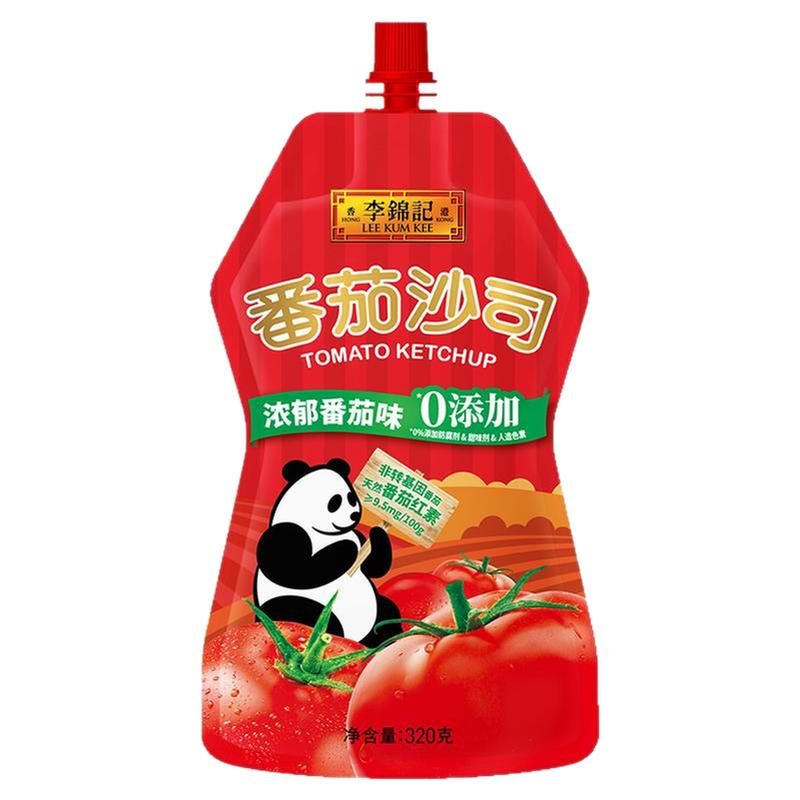 香 李錦記 港
HONG KONG
LEE KUM KEE
番茄沙司
TOMATO KETCHUP
浓郁番茄味 *0添加
*0%添加防腐剂 & 甜味剂 & 人造色素
非转基因番茄
天然番茄红素
≥9.5mg/100g
净含量:320克